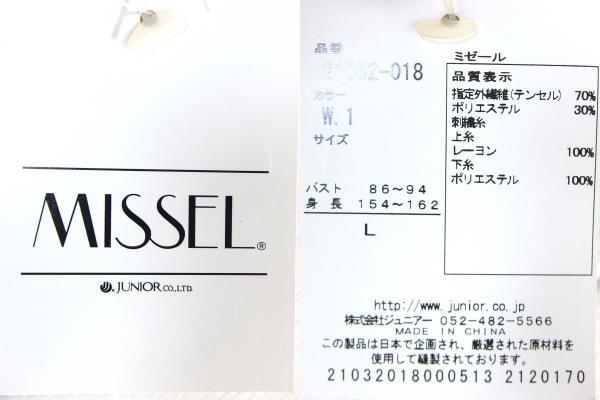 MISSEL®
JUNIOR CO.,LTD.
品番
21032-018
カラー
W.1
サイズ
バスト 86～94
身長 154～162
L
ミゼール
品質表示
指定外繊維(テンセル) 70%
ポリエステル 30%
刺繍糸
上糸
レーヨン 100%
下糸
ポリエステル 100%
http://www.junior.co.jp
株式会社ジュニアー 052-482-5566
MADE IN CHINA
この製品は日本で企画され、厳選された原材料を
使用して縫製されております。
21032018000513 2120170